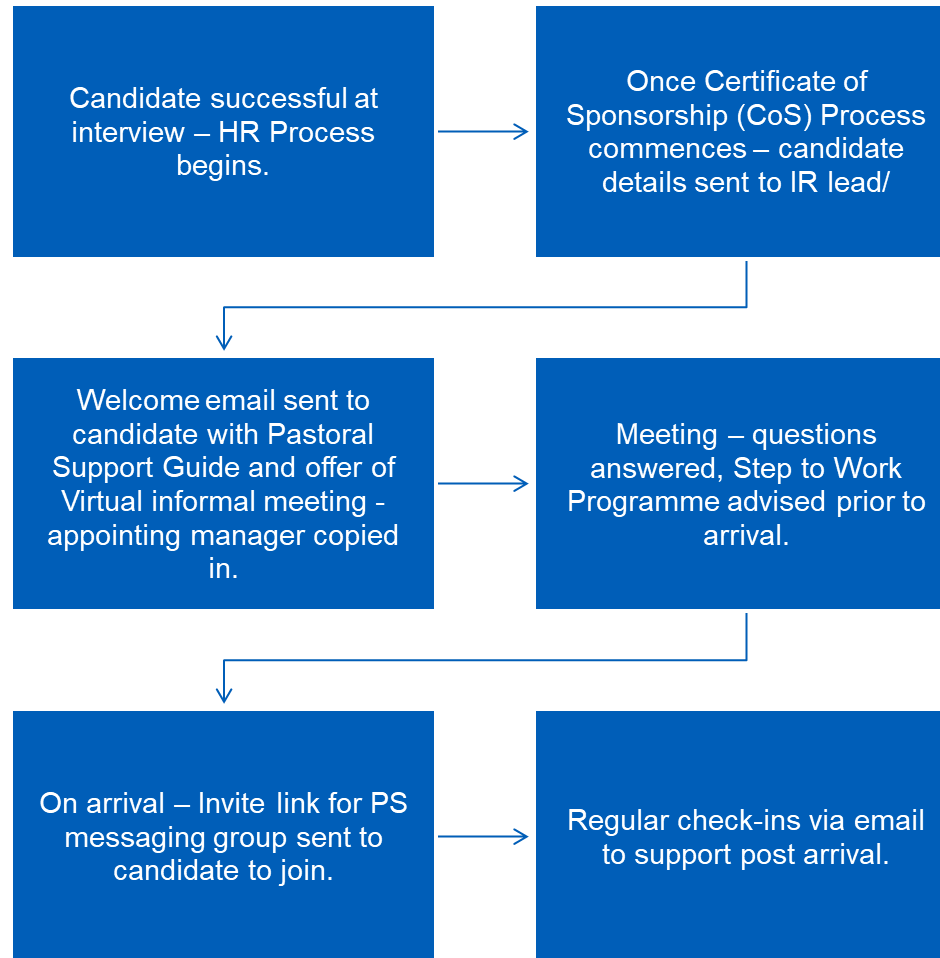 Candidate successful at
interview – HR Process
begins.
Once Certificate of
Sponsorship (CoS) Process
commences – candidate
details sent to IR lead/
Welcome email sent to
candidate with Pastoral
Support Guide and offer of
Virtual informal meeting -
appointing manager copied
in.
Meeting – questions
answered, Step to Work
Programme advised prior to
arrival.
On arrival – Invite link for PS
messaging group sent to
candidate to join.
Regular check-ins via email
to support post arrival.